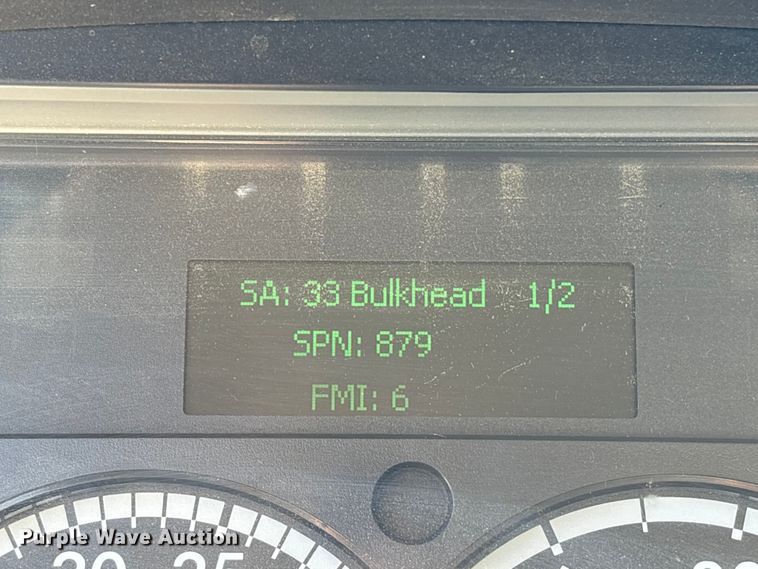 SA: 33 Bulkhead 1/2
SPN: 879
FMI: 6
Purple Wave Auction